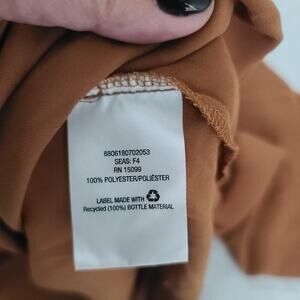 8806180702053
SEAS: F4
RN 15099
100% POLYESTER/POLIÉSTER
LABEL MADE WITH
Recycled (100%) BOTTLE MATERIAL